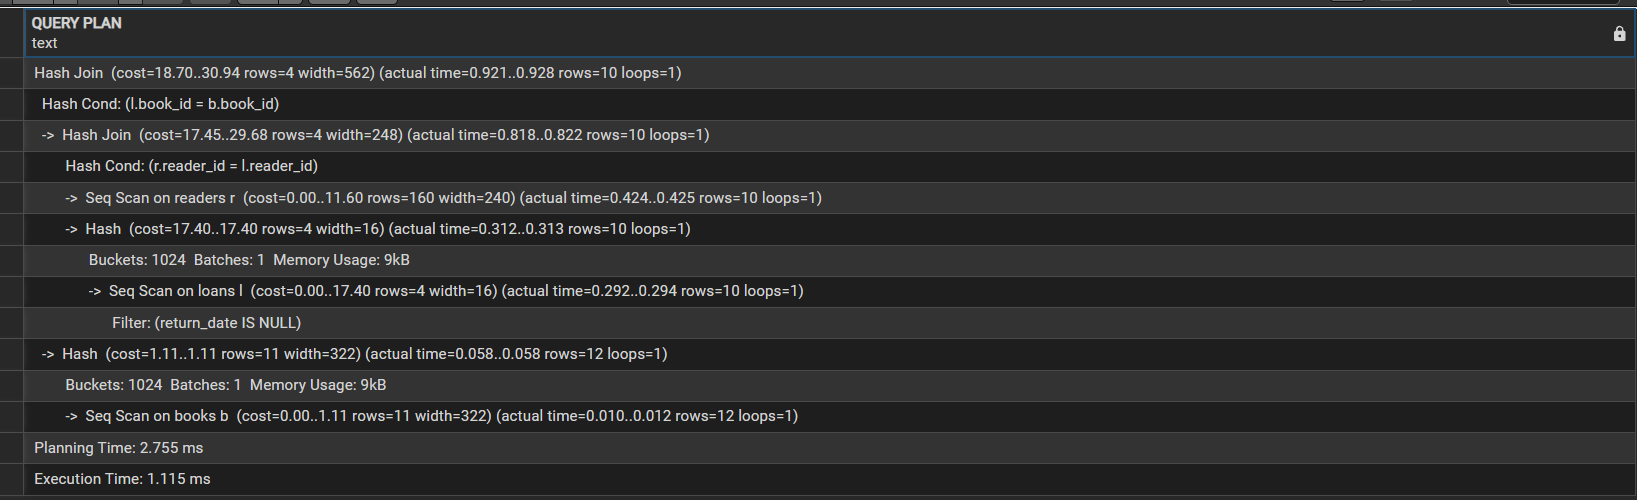 QUERY PLAN
text
Hash Join (cost=18.70..30.94 rows=4 width=562) (actual time=0.921..0.928 rows=10 loops=1)
Hash Cond: (l.book_id = b.book_id)
-> Hash Join (cost=17.45..29.68 rows=4 width=248) (actual time=0.818..0.822 rows=10 loops=1)
Hash Cond: (r.reader_id = l.reader_id)
-> Seq Scan on readers r (cost=0.00..11.60 rows=160 width=240) (actual time=0.424..0.425 rows=10 loops=1)
-> Hash (cost=17.40..17.40 rows=4 width=16) (actual time=0.312..0.313 rows=10 loops=1)
Buckets: 1024 Batches: 1 Memory Usage: 9kB
-> Seq Scan on loans l (cost=0.00..17.40 rows=4 width=16) (actual time=0.292..0.294 rows=10 loops=1)
Filter: (return_date IS NULL)
-> Hash (cost=1.11..1.11 rows=11 width=322) (actual time=0.058..0.058 rows=12 loops=1)
Buckets: 1024 Batches: 1 Memory Usage: 9kB
-> Seq Scan on books b (cost=0.00..1.11 rows=11 width=322) (actual time=0.010..0.012 rows=12 loops=1)
Planning Time: 2.755 ms
Execution Time: 1.115 ms